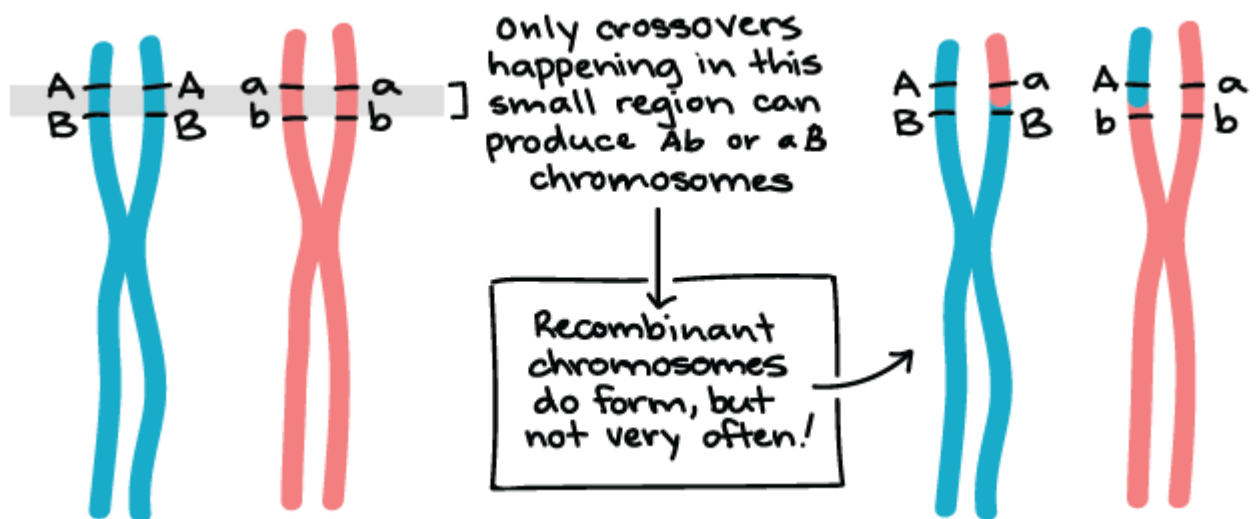 A A a a
B B b b
only crossovers
happening in this
small region can
produce Ab or aB
chromosomes
Recombinant
chromosomes
do form, but
not very often!
A a A a
B B b b